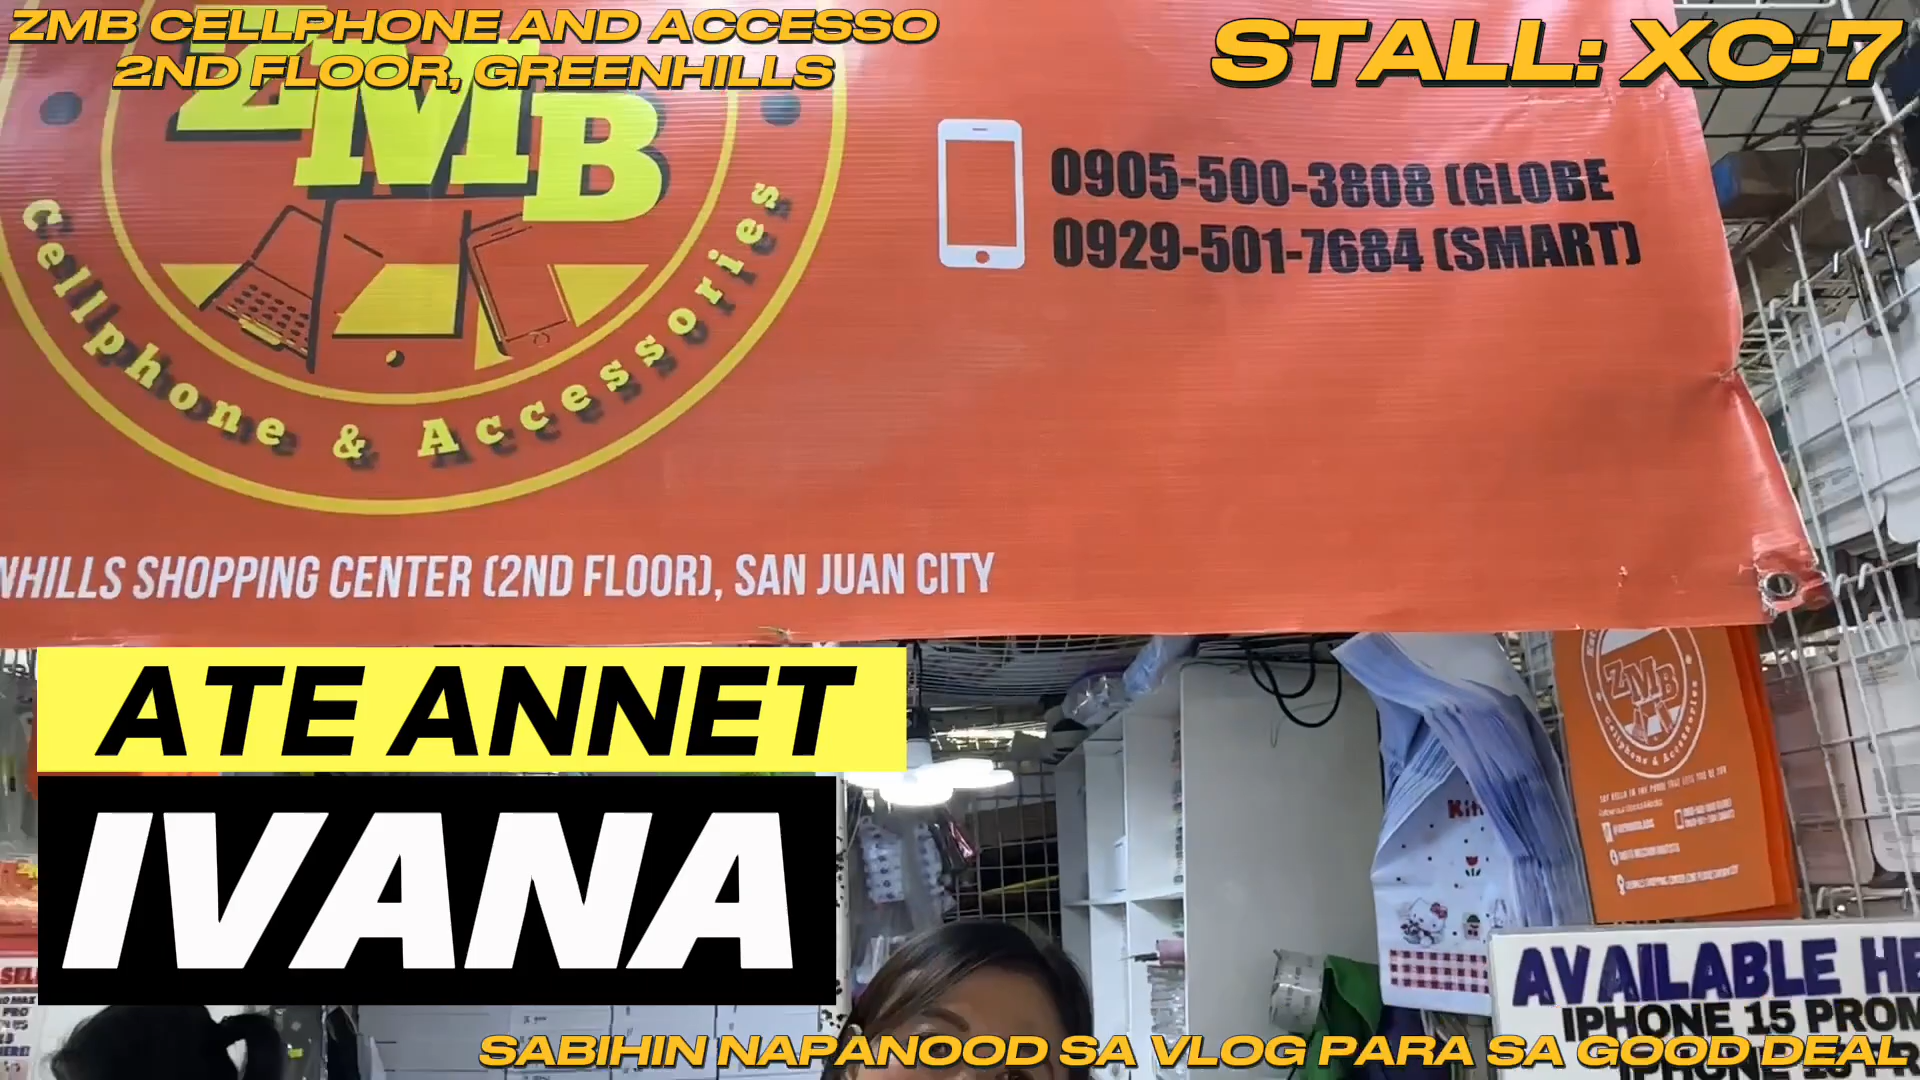 ZMB CELLPHONE AND ACCESSO
2ND FLOOR, GREENHILLS
STALL: XC-7
ZMB
Cellphone & Accessories
0905-500-3808 (GLOBE
0929-501-7684 (SMART)
NHILLS SHOPPING CENTER (2ND FLOOR), SAN JUAN CITY
ATE ANNET
IVANA
ZMB
Cellphone & Accessories
AVAILABLE HE
IPHONE 15 PROM
SABIHIN NAPANOOD SA VLOG PARA SA GOOD DEAL